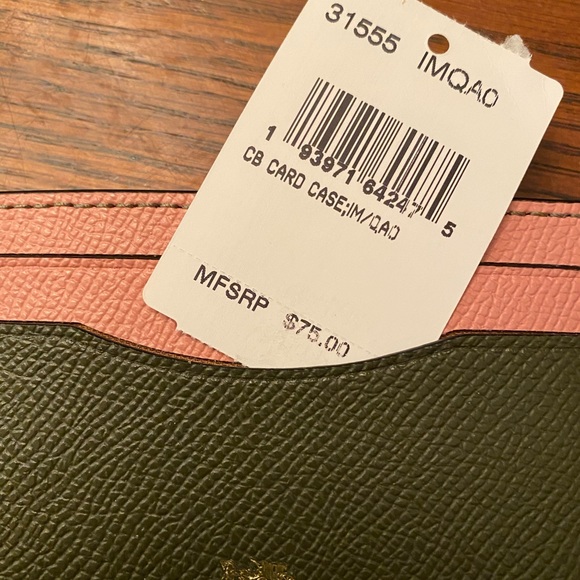 31555 IMQA0
1 93971 64247 5
CB CARD CASE;IM/QA0
MFSRP $75.00